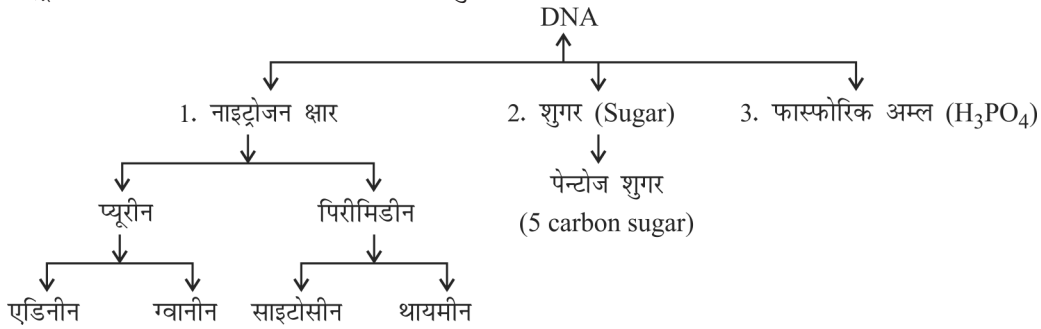 DNA
1. नाइट्रोजन क्षार 2. शुगर (Sugar) 3. फास्फोरिक अम्ल (H₃PO₄)
पेन्टोज शुगर
प्यूरीन पिरीमिडीन
(5 carbon sugar)
एडिनीन ग्वानीन साइटोसीन थायमीन